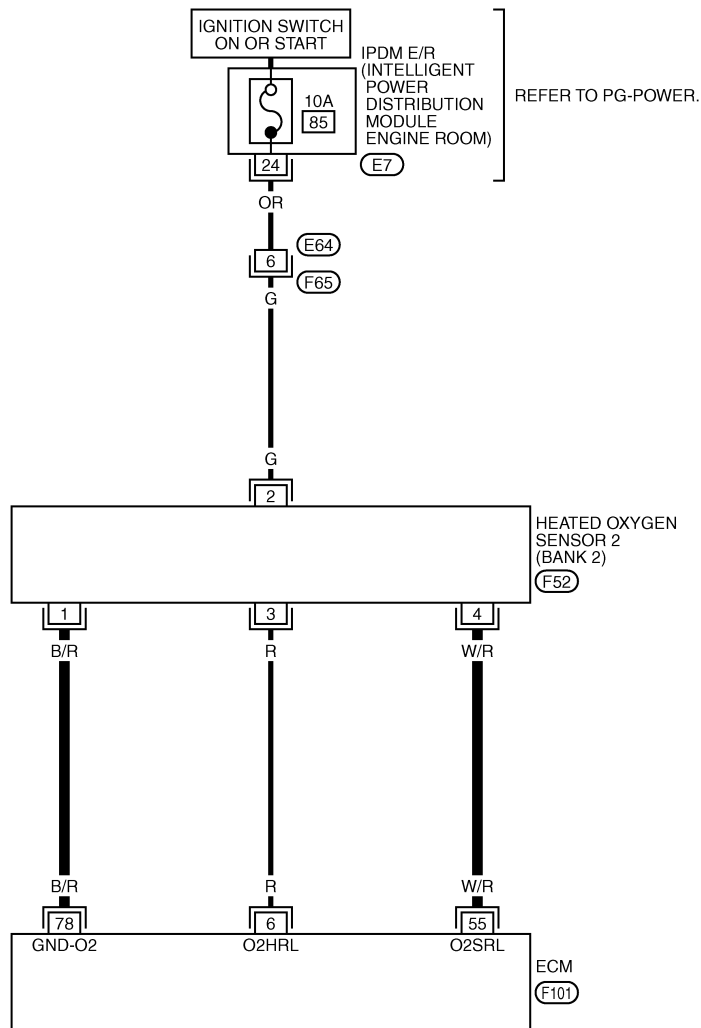 IGNITION SWITCH
ON OR START
IPDM E/R
(INTELLIGENT
POWER
DISTRIBUTION
MODULE
ENGINE ROOM)
REFER TO PG-POWER.
10A
85
24
E7
OR
E64
6
F65
G
G
2
HEATED OXYGEN
SENSOR 2
(BANK 2)
F52
1
3
4
B/R
R
W/R
B/R
R
W/R
78
6
55
GND-O2
O2HRL
O2SRL
ECM
F101